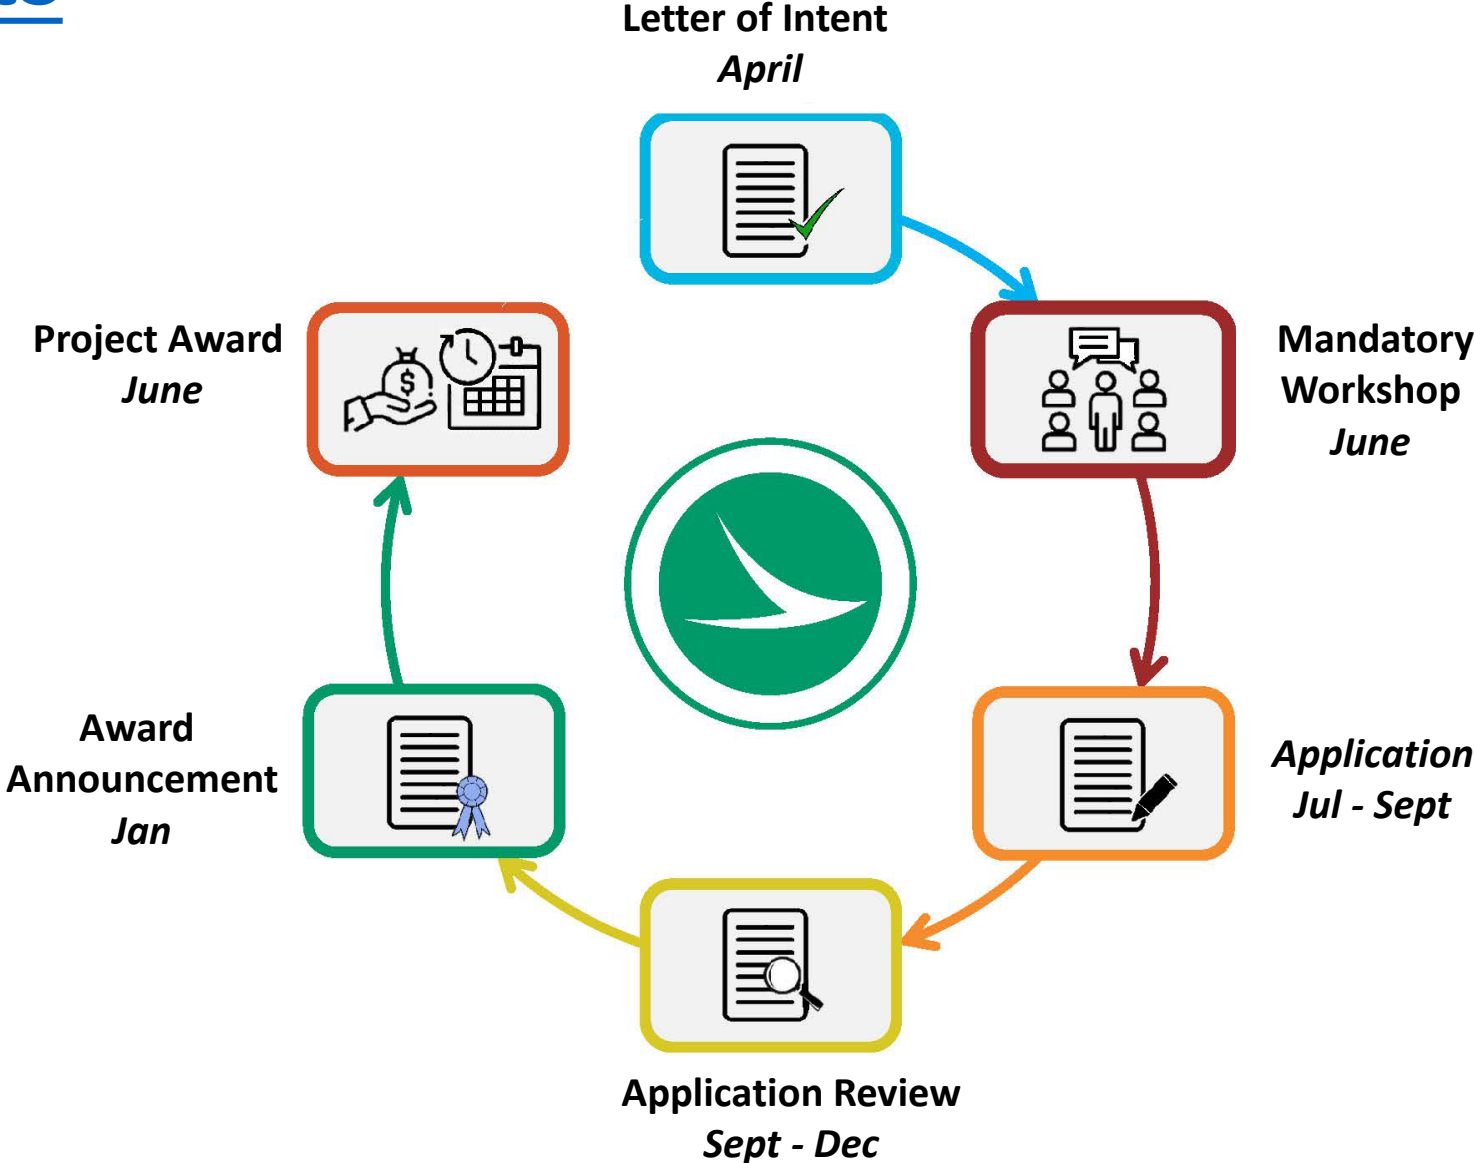 Letter of Intent
April
Mandatory
Workshop
June
Application
Jul - Sept
Application Review
Sept - Dec
Award
Announcement
Jan
Project Award
June
$